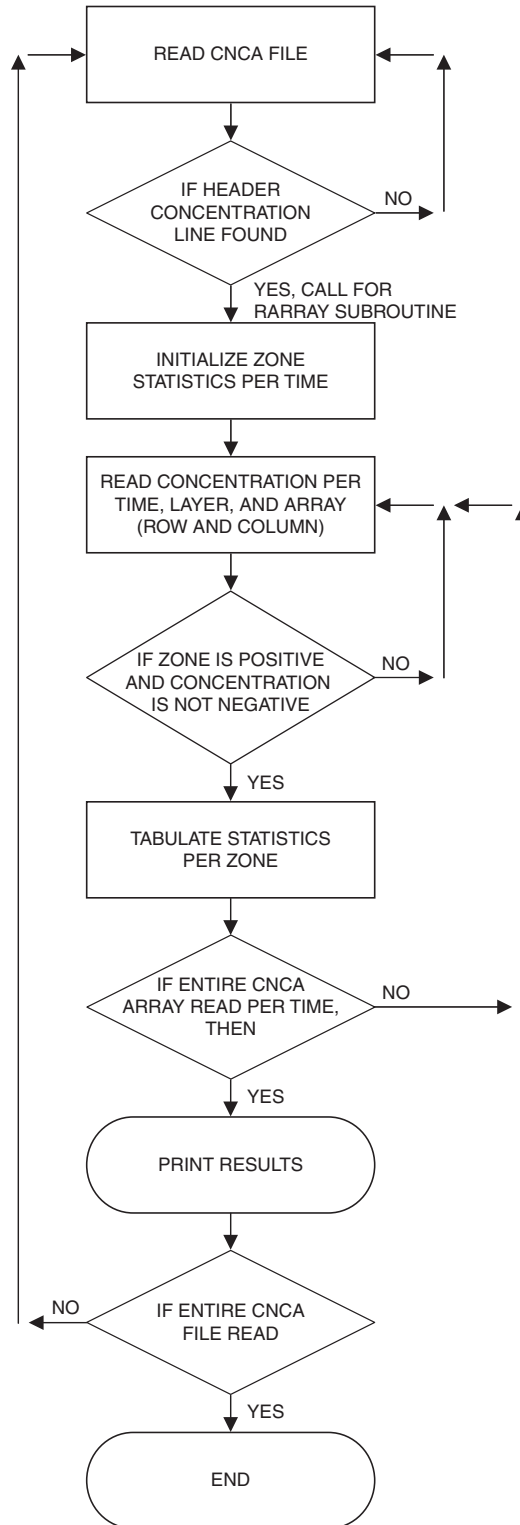 READ CNCA FILE
IF HEADER
CONCENTRATION
LINE FOUND
NO
YES, CALL FOR
RARRAY SUBROUTINE
INITIALIZE ZONE
STATISTICS PER TIME
READ CONCENTRATION PER
TIME, LAYER, AND ARRAY
(ROW AND COLUMN)
IF ZONE IS POSITIVE
AND CONCENTRATION
IS NOT NEGATIVE
NO
YES
TABULATE STATISTICS
PER ZONE
IF ENTIRE CNCA
ARRAY READ PER TIME,
THEN
NO
YES
PRINT RESULTS
IF ENTIRE CNCA
FILE READ
NO
YES
END